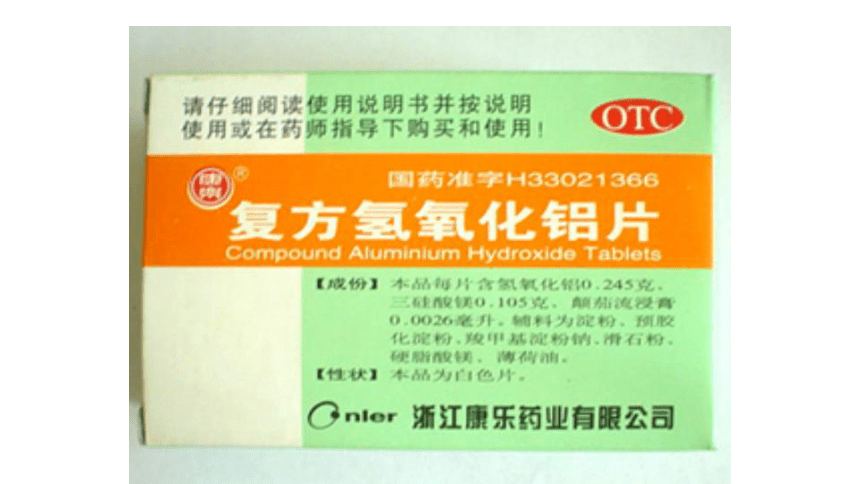 请仔细阅读使用说明书并按说明
使用或在药师指导下购买和使用!
OTC
康乐®
国药准字H33021366
复方氢氧化铝片
Compound Aluminium Hydroxide Tablets
【成份】本品每片含氢氧化铝0.245克、
三硅酸镁0.105克、颠茄流浸膏
0.0026毫升。辅料为淀粉、预胶
化淀粉、羧甲基淀粉钠、滑石粉、
硬脂酸镁、薄荷油。
【性状】本品为白色片。
Conler 浙江康乐药业有限公司